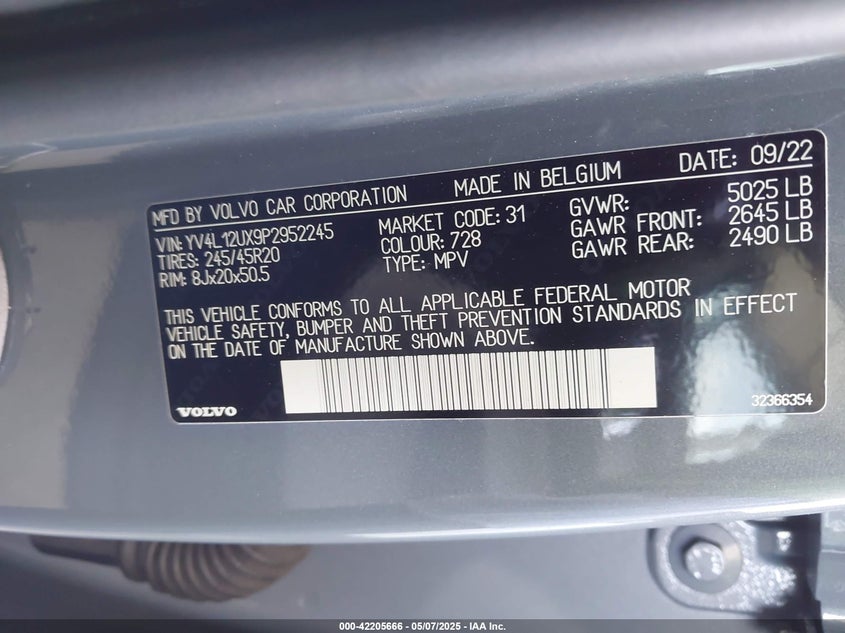 MFD BY VOLVO CAR CORPORATION MADE IN BELGIUM DATE: 09/22
VIN: YV4L12UX9P2952245 MARKET CODE: 31 GVWR: 5025 LB
TIRES: 245/45R20 COLOUR: 728 GAWR FRONT: 2645 LB
RIM: 8Jx20x50.5 TYPE: MPV GAWR REAR: 2490 LB
THIS VEHICLE CONFORMS TO ALL APPLICABLE FEDERAL MOTOR
VEHICLE SAFETY, BUMPER AND THEFT PREVENTION STANDARDS IN EFFECT
ON THE DATE OF MANUFACTURE SHOWN ABOVE.
VOLVO 32366354
000-42205666 - 05/07/2025 - IAA Inc.